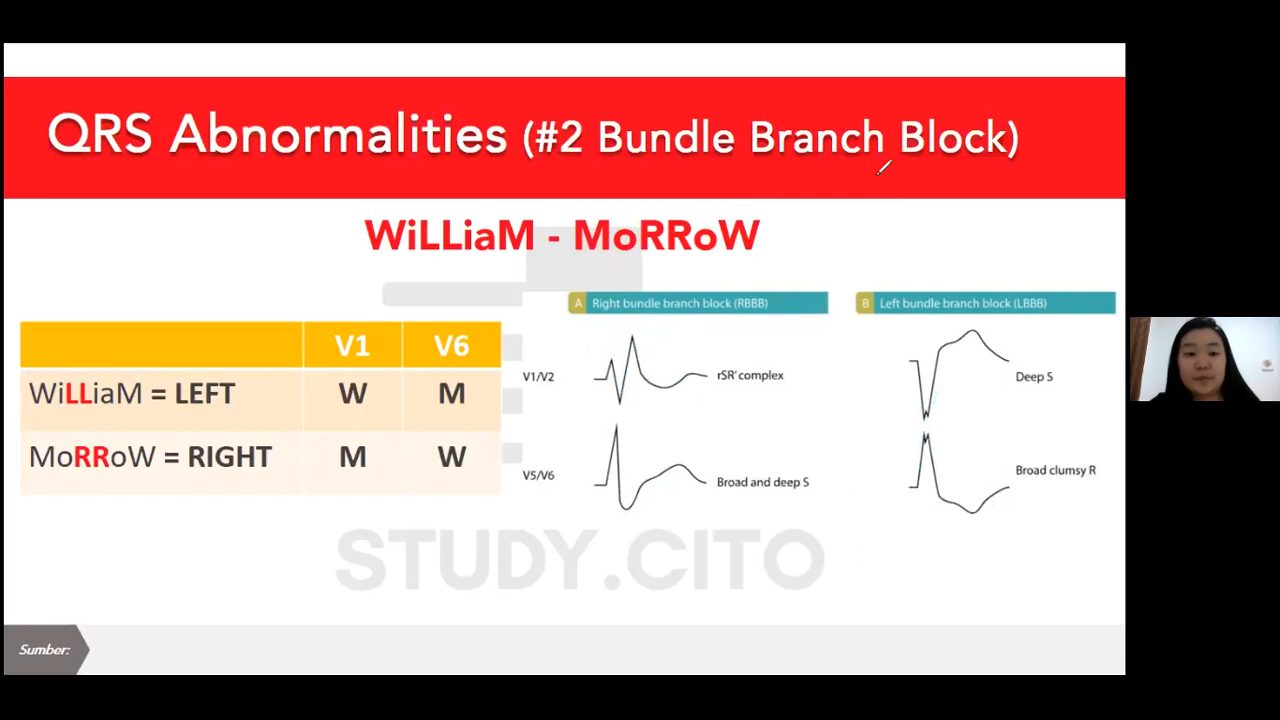 QRS Abnormalities (#2 Bundle Branch Block)
WiLLiaM - MoRRoW
V1 V6
WiLLiaM = LEFT W M
MoRRoW = RIGHT M W
A Right bundle branch block (RBBB)
V1/V2 rSR' complex
V5/V6 Broad and deep S
B Left bundle branch block (LBBB)
Deep S
Broad clumsy R
STUDY.CITO
Sumber: